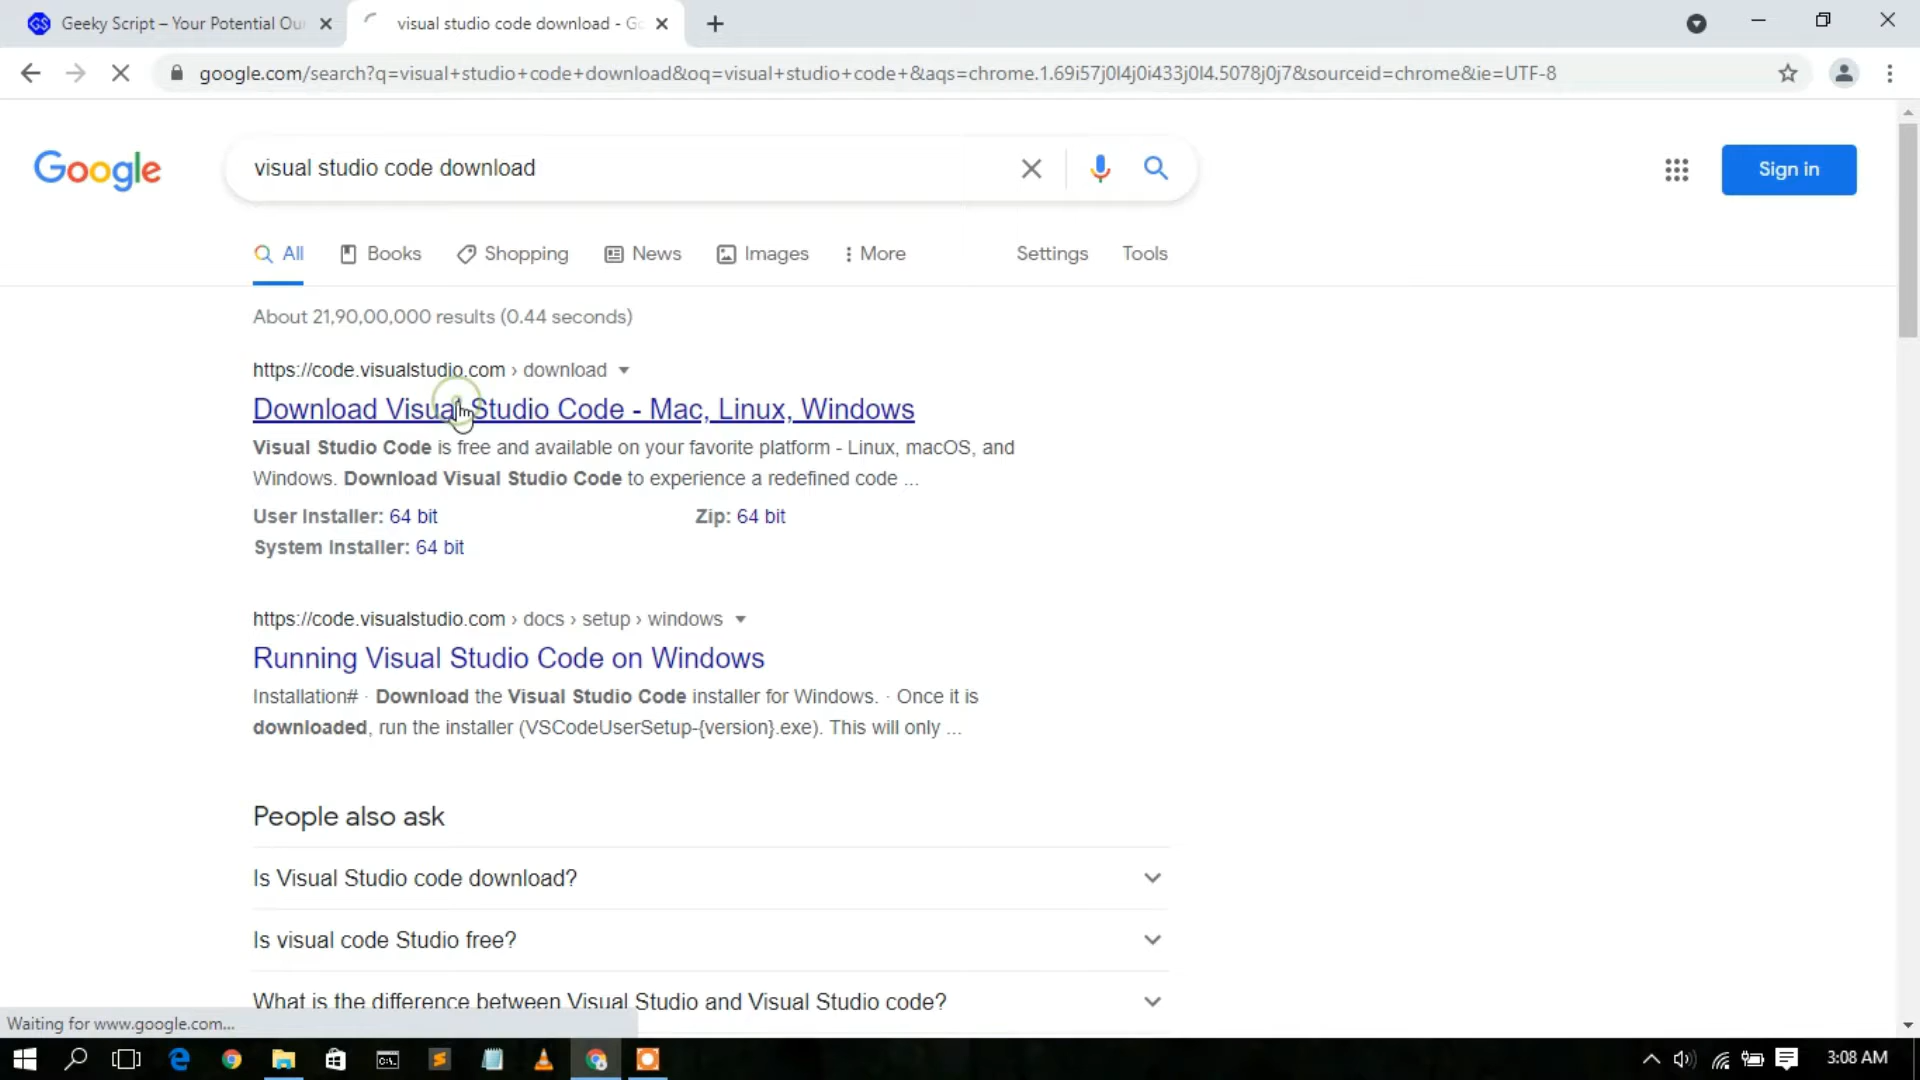 Geeky Script – Your Potential Ou
visual studio code download - G
google.com/search?q=visual+studio+code+download&oq=visual+studio+code+&aqs=chrome.1.69i57j0l4j0i433j0l4.5078j0j7&sourceid=chrome&ie=UTF-8
Google
visual studio code download
Sign in
All
Books
Shopping
News
Images
More
Settings
Tools
About 21,90,00,000 results (0.44 seconds)
https://code.visualstudio.com › download
Download Visual Studio Code - Mac, Linux, Windows
Visual Studio Code is free and available on your favorite platform - Linux, macOS, and
Windows. Download Visual Studio Code to experience a redefined code ...
User Installer: 64 bit
Zip: 64 bit
System Installer: 64 bit
https://code.visualstudio.com › docs › setup › windows
Running Visual Studio Code on Windows
Installation# · Download the Visual Studio Code installer for Windows. · Once it is
downloaded, run the installer (VSCodeUserSetup-{version}.exe). This will only ...
People also ask
Is Visual Studio code download?
Is visual code Studio free?
What is the difference between Visual Studio and Visual Studio code?
Waiting for www.google.com...
3:08 AM